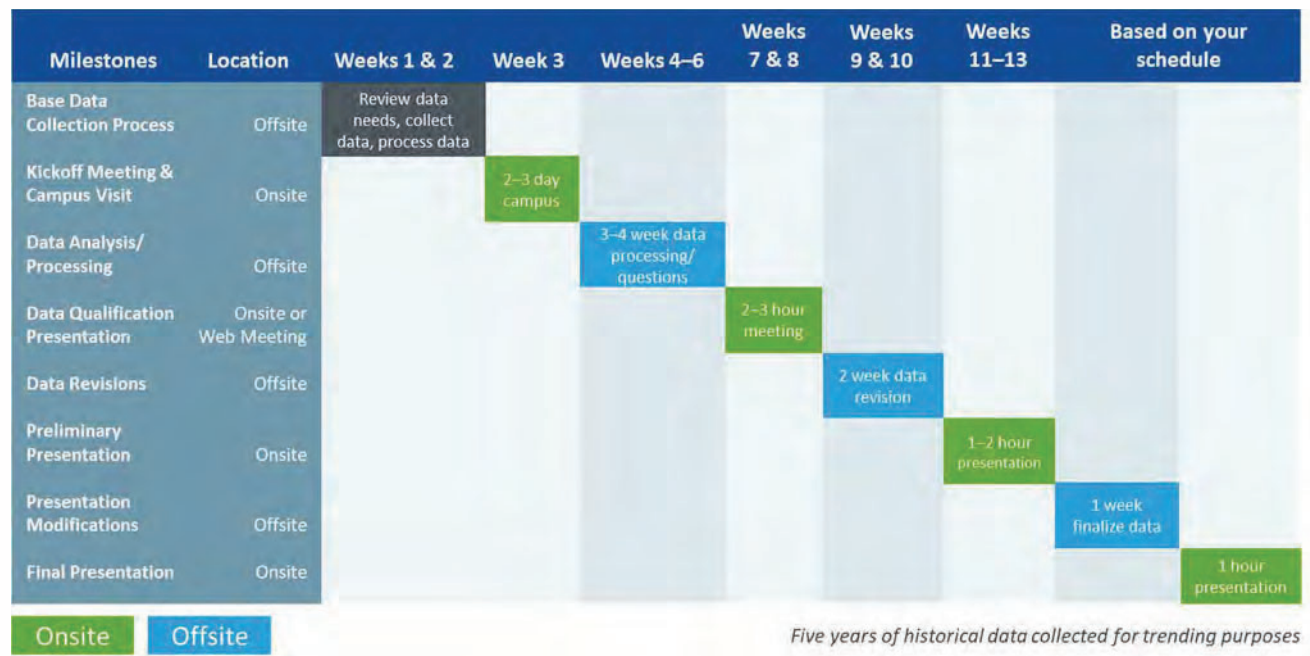 Milestones Location Weeks 1 & 2 Week 3 Weeks 4–6 Weeks 7 & 8 Weeks 9 & 10 Weeks 11–13 Based on your schedule
Base Data
Collection Process Offsite
Review data
needs, collect
data, process data
Kickoff Meeting &
Campus Visit Onsite
2–3 day
campus
Data Analysis/
Processing Offsite
3–4 week data
processing/
questions
Data Qualification
Presentation
Onsite or
Web Meeting
2–3 hour
meeting
Data Revisions Offsite
2 week data
revision
Preliminary
Presentation Onsite
1–2 hour
presentation
Presentation
Modifications Offsite
1 week
finalize data
Final Presentation Onsite
1 hour
presentation
Onsite Offsite
Five years of historical data collected for trending purposes